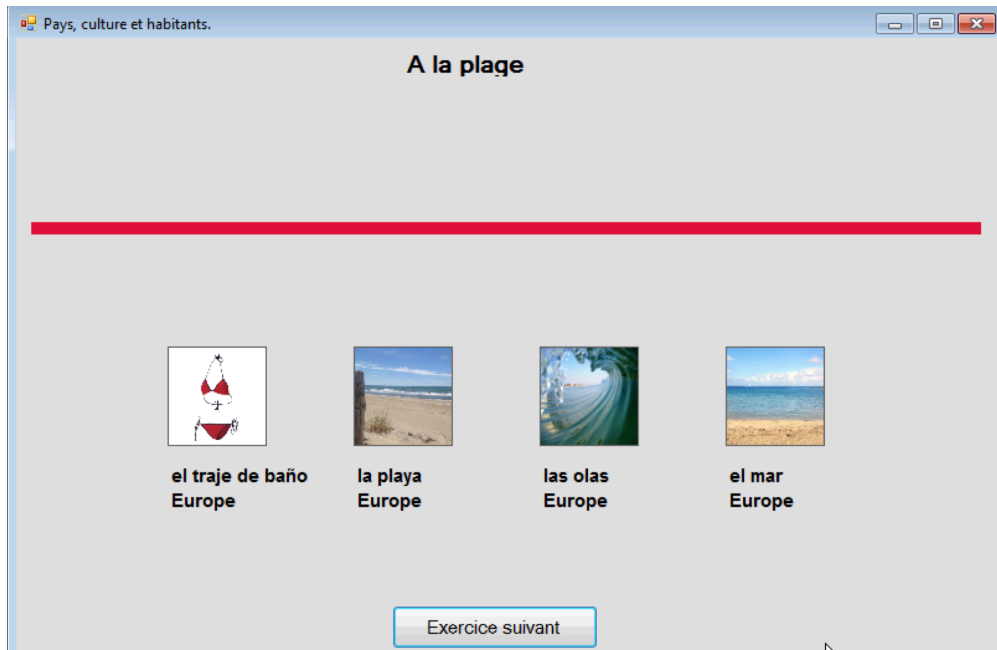 Pays, culture et habitants.
A la plage
el traje de baño
Europe
la playa
Europe
las olas
Europe
el mar
Europe
Exercice suivant